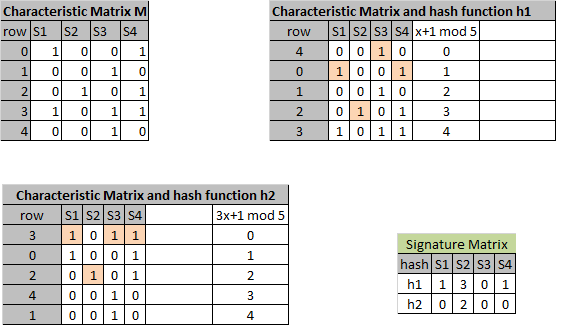 Characteristic Matrix M
row S1 S2 S3 S4
0 1 0 0 1
1 0 0 1 0
2 0 1 0 1
3 1 0 1 1
4 0 0 1 0
Characteristic Matrix and hash function h1
row S1 S2 S3 S4 x+1 mod 5
4 0 0 1 0 0
0 1 0 0 1 1
1 0 0 1 0 2
2 0 1 0 1 3
3 1 0 1 1 4
Characteristic Matrix and hash function h2
row S1 S2 S3 S4 3x+1 mod 5
3 1 0 1 1 0
0 1 0 0 1 1
2 0 1 0 1 2
4 0 0 1 0 3
1 0 0 1 0 4
Signature Matrix
hash S1 S2 S3 S4
h1 1 3 0 1
h2 0 2 0 0